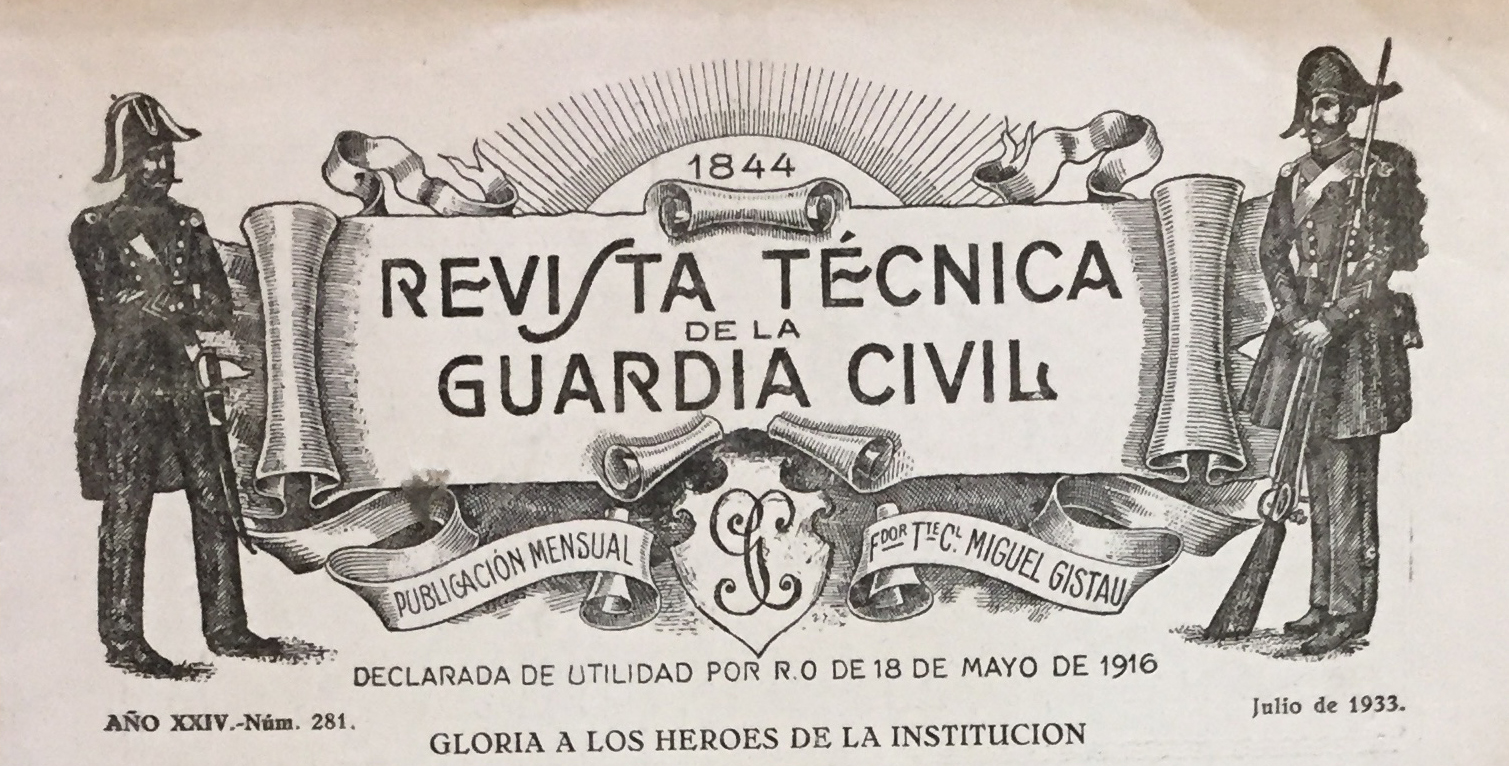 1844
REVISTA TÉCNICA
DE LA
GUARDIA CIVIL
PUBLICACIÓN MENSUAL
GC
FDOR TTE CL MIGUEL GISTAU
DECLARADA DE UTILIDAD POR R.O DE 18 DE MAYO DE 1916
AÑO XXIV.-Núm. 281.
Julio de 1933.
GLORIA A LOS HEROES DE LA INSTITUCION